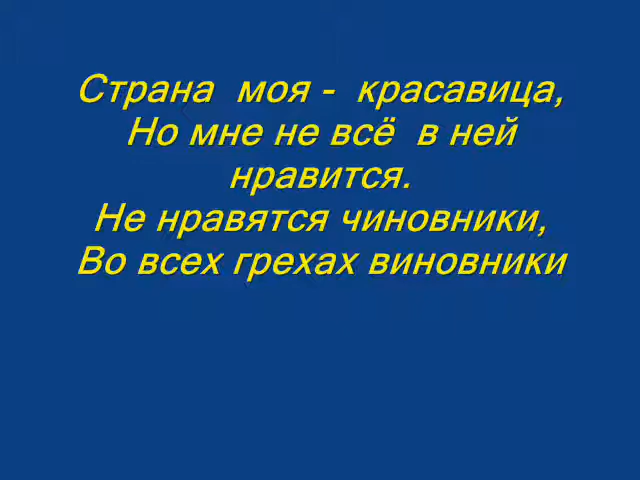 Страна моя - красавица,
Но мне не всё в ней
нравится.
Не нравятся чиновники,
Во всех грехах виновники